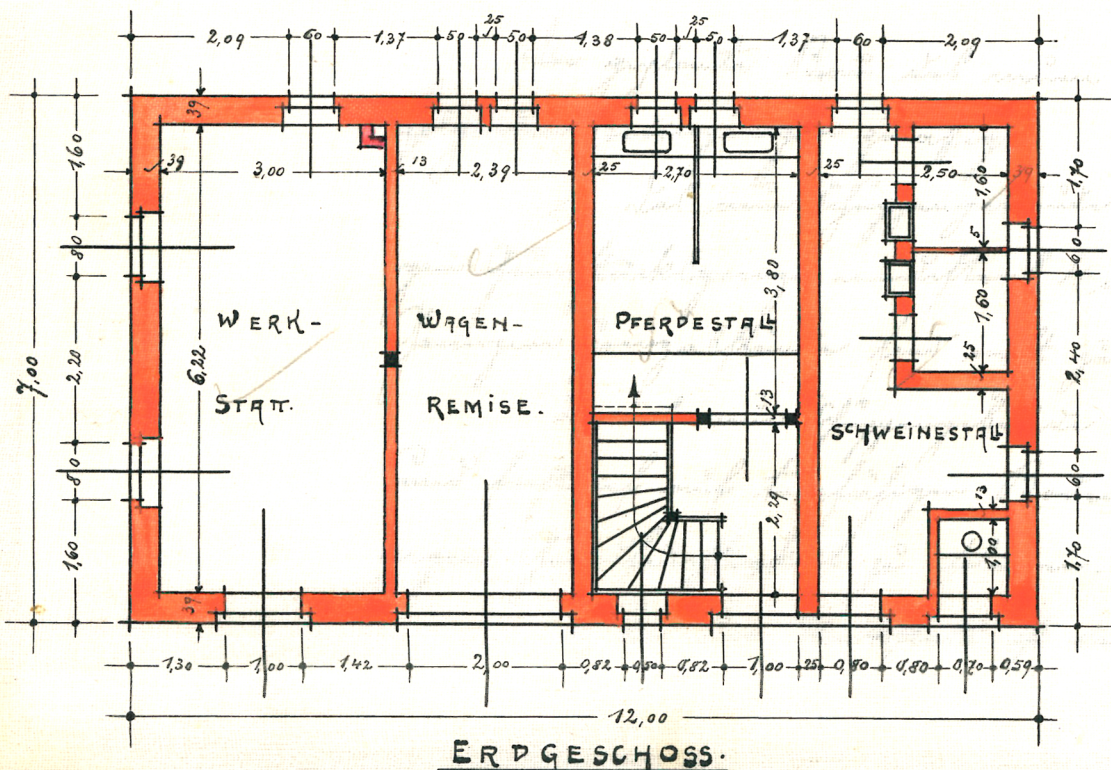 25 25
2,09 60 1,37 50 50 1,38 50 50 1,37 60 2,09
39
1,60 80 2,20 80 1,60
7,00
39 3,00 13 2,39 25 2,70 25 2,50 39
6,22
3,80
1,60
5
1,60
25
1,70 60 2,40 60 1,70
WERK-
STATT.
WAGEN-
REMISE.
PFERDESTALL
SCHWEINESTALL
13
2,29
13
1,00
39
1,30 1,00 1,42 2,00 0,82 0,50 0,82 1,00 25 0,80 0,80 0,70 0,59
12,00
ERDGESCHOSS.